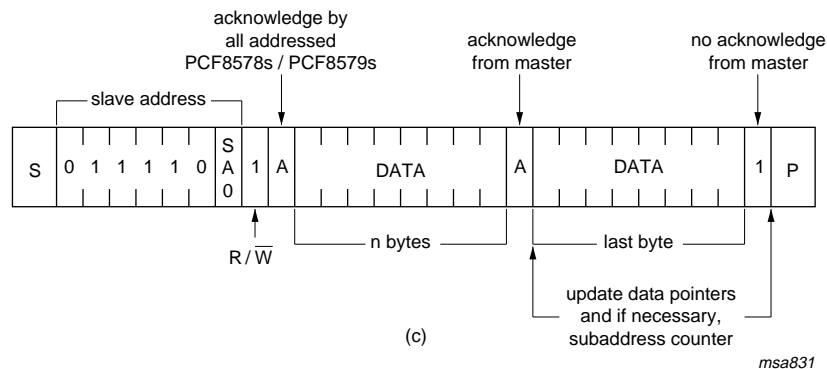 acknowledge by
all addressed
PCF8578s / PCF8579s
acknowledge
from master
no acknowledge
from master
slave address
S 0 1 1 1 1 0 SA0 1 A DATA A DATA 1 P
R/W̅
n bytes
last byte
update data pointers
and if necessary,
subaddress counter
(c)
msa831